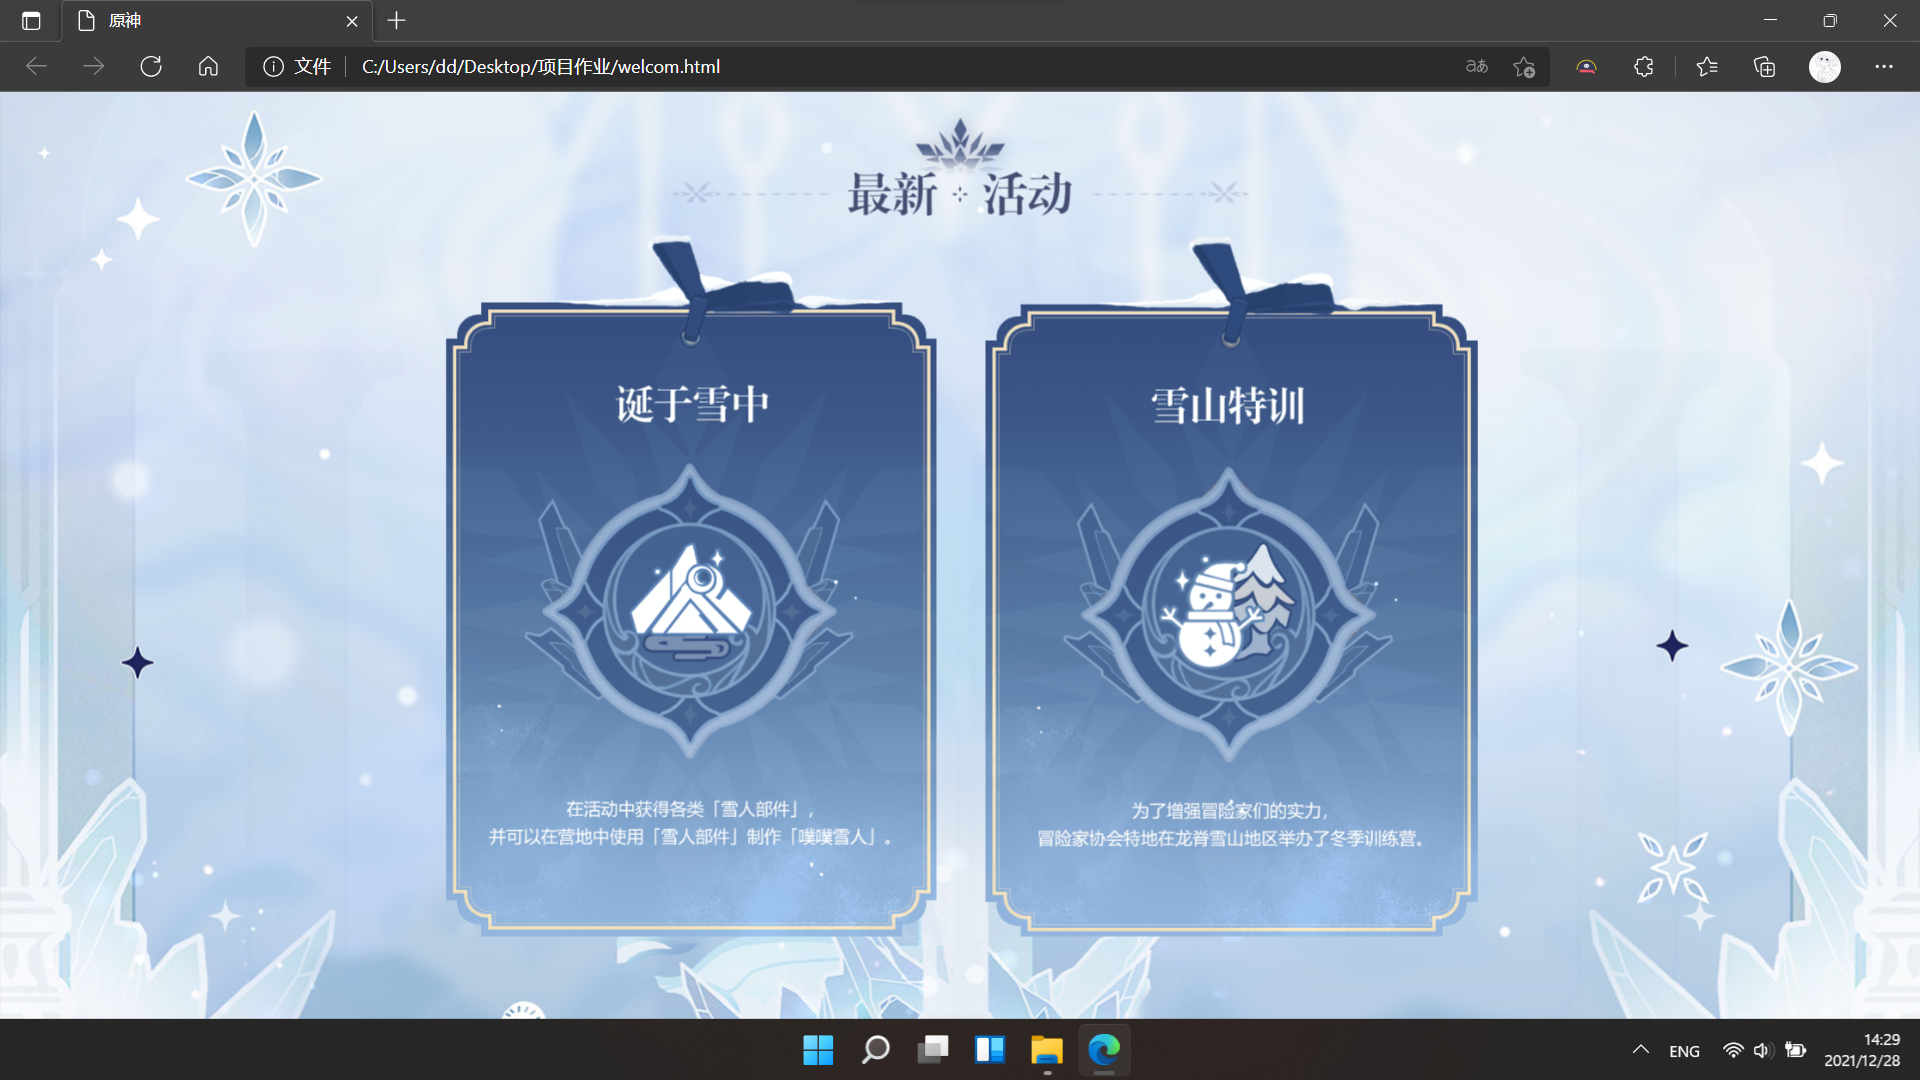 原神
文件
C:/Users/dd/Desktop/项目作业/welcom.html
aあ
最新 活动
诞于雪中
在活动中获得各类「雪人部件」,
并可以在营地中使用「雪人部件」制作「噗噗雪人」。
雪山特训
为了增强冒险家们的实力,
冒险家协会特地在龙脊雪山地区举办了冬季训练营。
ENG
14:29
2021/12/28